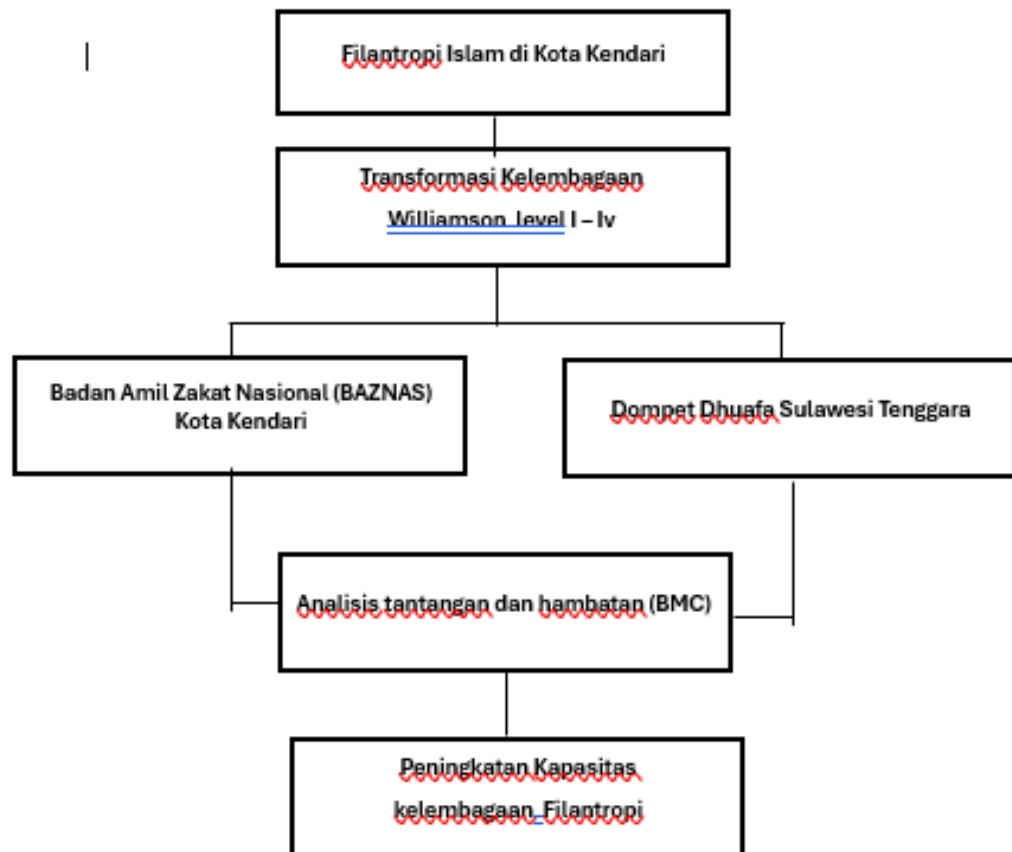 Filantropi Islam di Kota Kendari
Transformasi Kelembagaan
Williamson level I – Iv
Badan Amil Zakat Nasional (BAZNAS)
Kota Kendari
Dompet Dhuafa Sulawesi Tenggara
Analisis tantangan dan hambatan (BMC)
Peningkatan Kapasitas
kelembagaan Filantropi